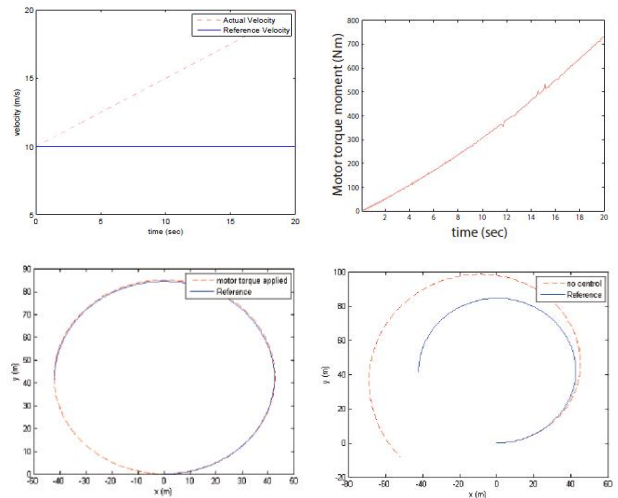 Actual Velocity
Reference Velocity
velocity (m/s)
20
15
10
5
0 5 10 15 20
time (sec)
Motor torque moment (Nm)
800
700
600
500
400
300
200
100
0
2 4 6 8 10 12 14 16 18 20
time (sec)
motor torque applied
Reference
y (m)
90
80
70
60
50
40
30
20
10
0
-50 -40 -30 -20 -10 0 10 20 30 40 50
x (m)
no control
Reference
y (m)
100
80
60
40
20
0
-20
-80 -60 -40 -20 0 20 40 60
x (m)